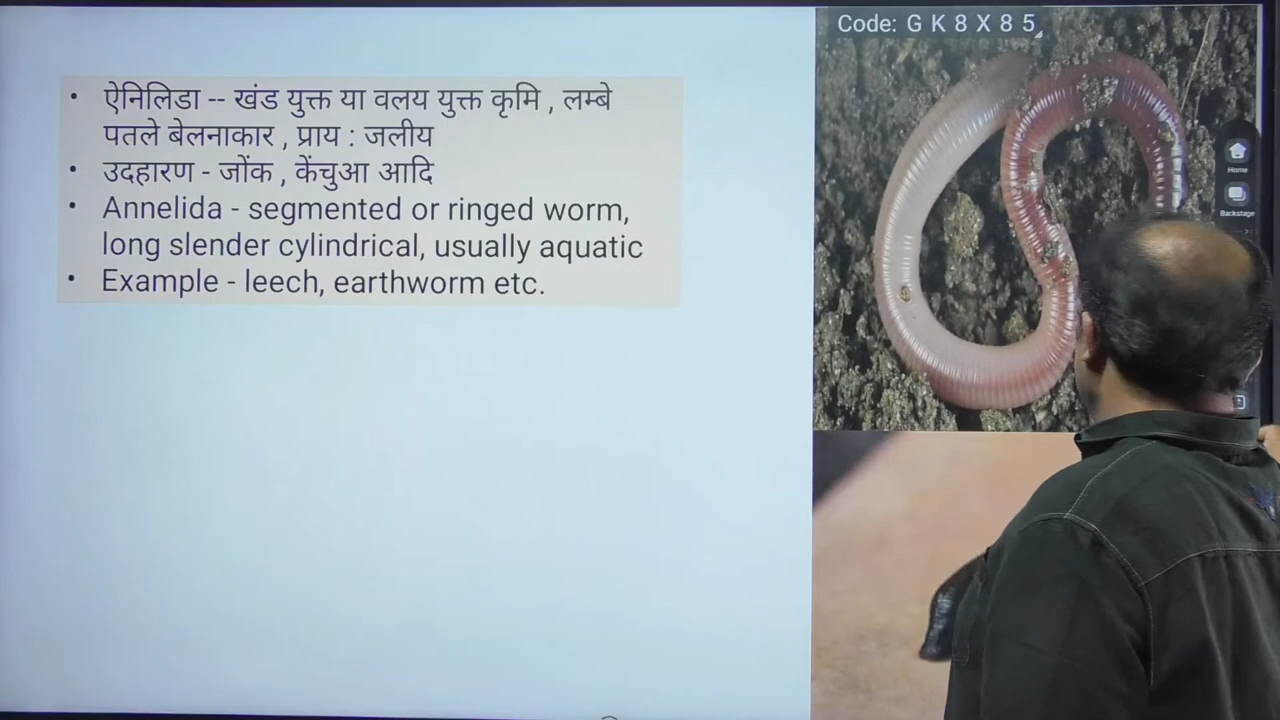 Code: G K 8 X 8 5
• ऐनिलिडा -- खंड युक्त या वलय युक्त कृमि , लम्बे
पतले बेलनाकार , प्राय : जलीय
• उदहारण - जोंक , केंचुआ आदि
• Annelida - segmented or ringed worm,
long slender cylindrical, usually aquatic
• Example - leech, earthworm etc.
Home
Backstage